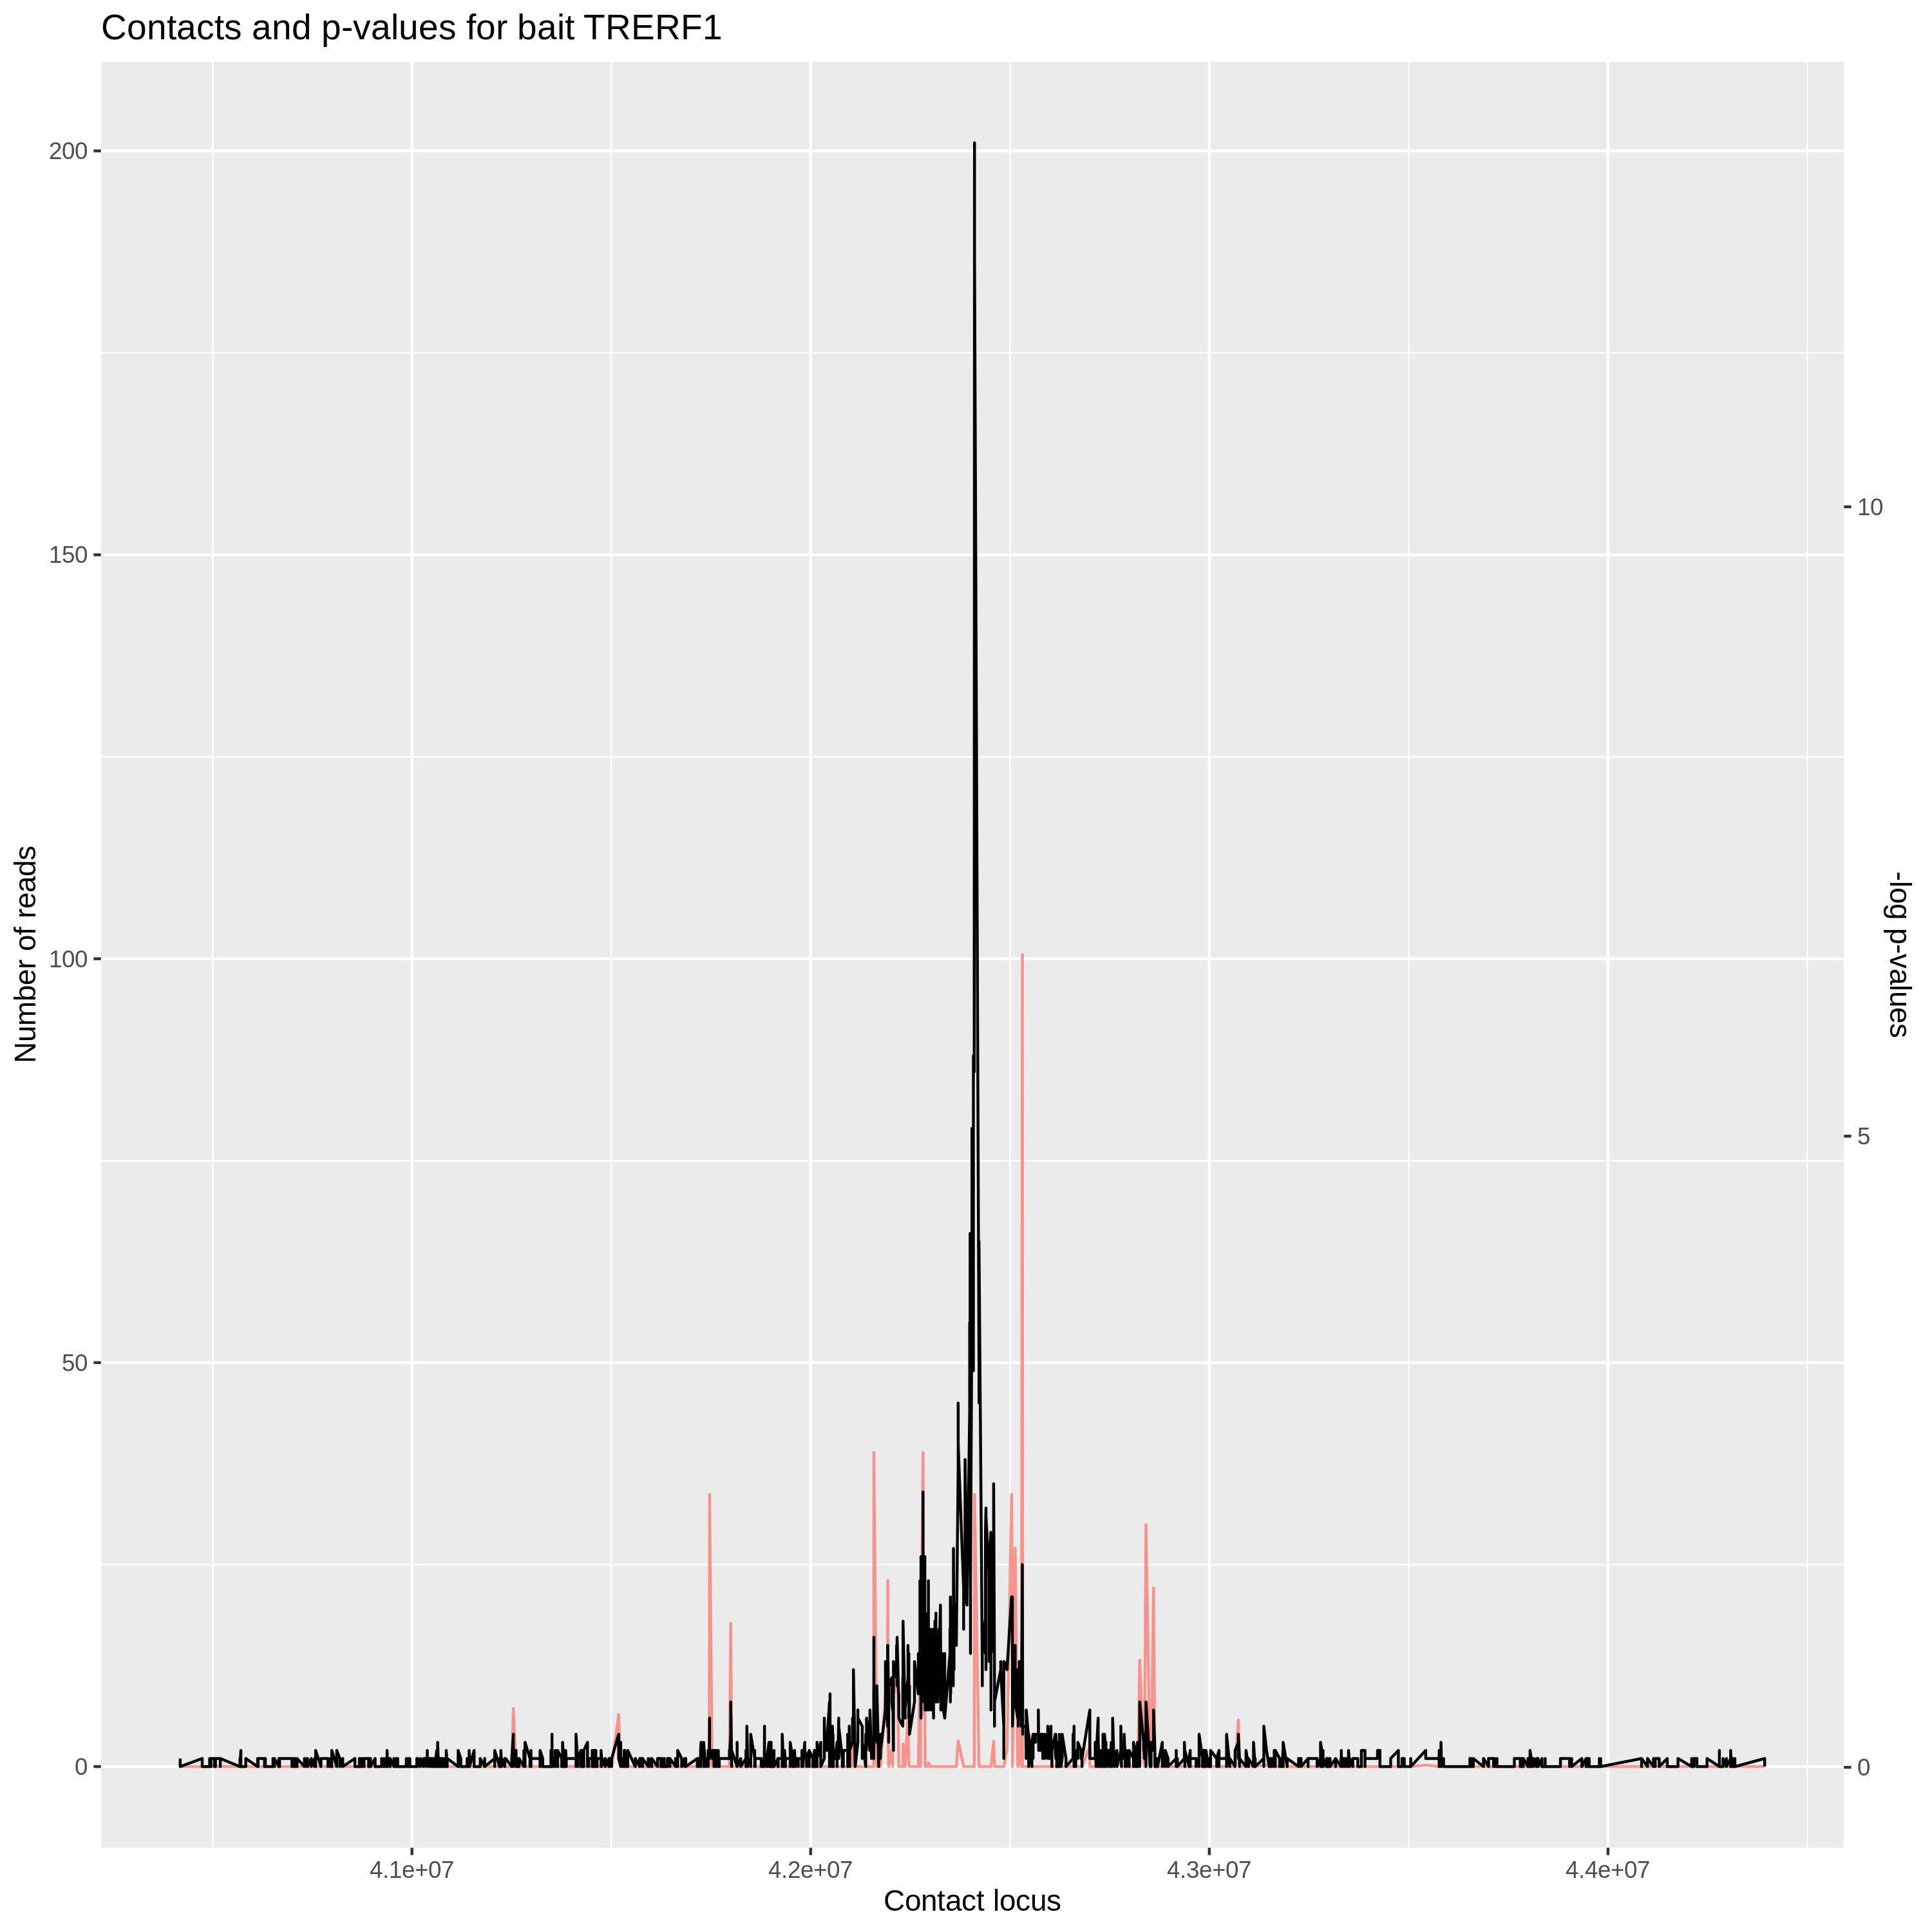 Contacts and p-values for bait TRERF1
200
150
100
50
0
Number of reads
10
5
0
-log p-values
4.1e+07
4.2e+07
4.3e+07
4.4e+07
Contact locus